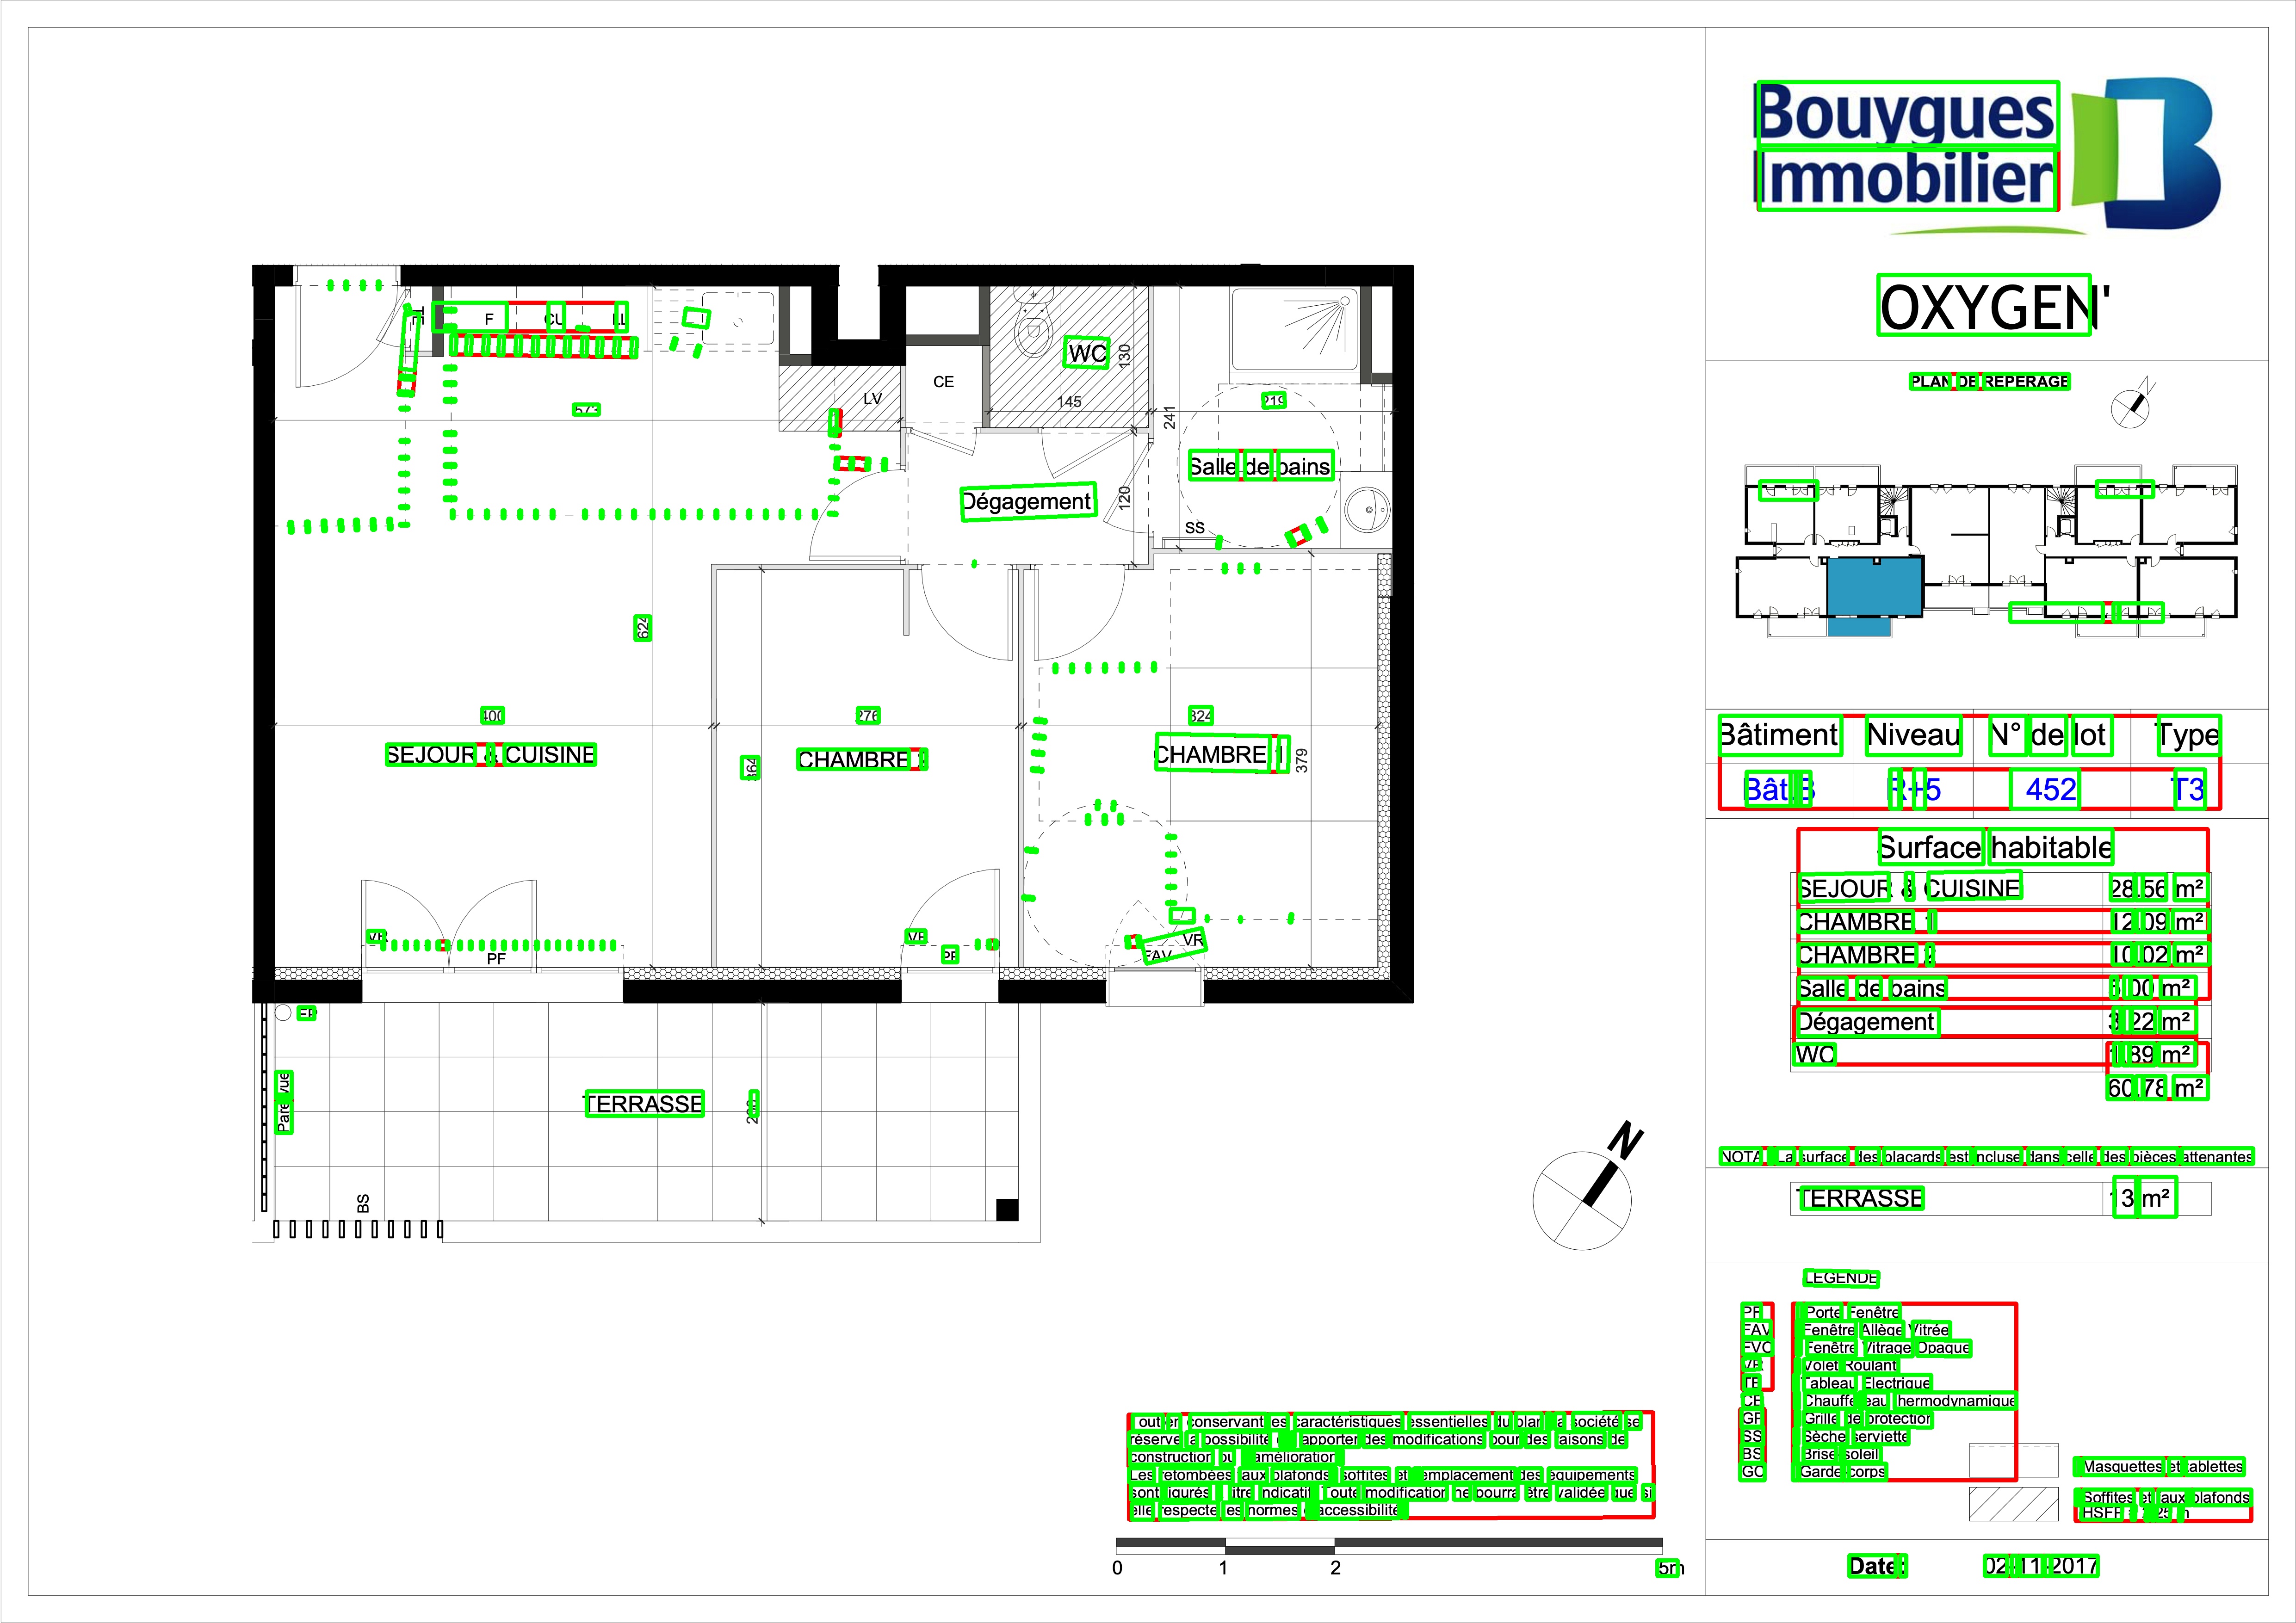 Bouygues
Immobilier
OXYGEN'
PLAN DE REPERAGE
N
Bâtiment Niveau N° de lot Type
Bât. B R+5 452 T3
Surface habitable
SEJOUR & CUISINE 28.56 m²
CHAMBRE 1 12.09 m²
CHAMBRE 2 10.02 m²
Salle de bains 5.00 m²
Dégagement 3.22 m²
WC 1.89 m²
60.78 m²
NOTA : La surface des placards est incluse dans celle des pièces attenantes
TERRASSE 13 m²
LEGENDE
PF : Porte Fenêtre
FAV : Fenêtre Allège Vitrée
FVO : Fenêtre Vitrage Opaque
VR : Volet Roulant
TE : Tableau Electrique
CE : Chauffe eau thermodynamique
GP : Grille de protection
SS : Sèche serviette
BS : Brise soleil
GC : Garde corps
: Masquettes et tablettes
: Soffites et faux plafonds
Date: 02-11-2017
TE
F
CU
LL
LV
CE
WC
130
145
573
241
219
Salle de bains
Dégagement
120
SS
624
400
276
324
SEJOUR & CUISINE
CHAMBRE 2
CHAMBRE 1
364
379
VR
PF
VR
PF
VR
FAV
EP
Pare vue
TERRASSE
BS
N
Tout en conservant les caractéristiques essentielles du plan, la société se
réserve la possibilité d'apporter des modifications pour des raisons de
construction ou d'amélioration.
Les retombées, faux plafonds, soffites et l'emplacement des équipements
sont figurés à titre indicatif. Toute modification ne pourra être validée que si
elle respecte les normes d'accessibilité.
0 1 2 5m